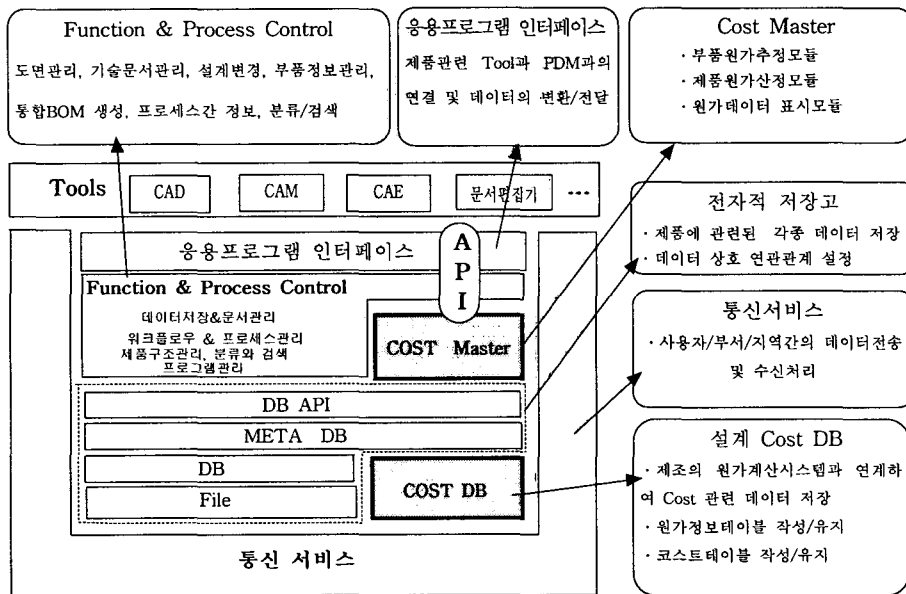 Function & Process Control
도면관리, 기술문서관리, 설계변경, 부품정보관리,
통합BOM 생성, 프로세스간 정보, 분류/검색
응용프로그램 인터페이스
제품관련 Tool과 PDM과의
연결 및 데이터의 변환/전달
Cost Master
· 부품원가추정모듈
· 제품원가산정모듈
· 원가데이터 표시모듈
Tools
CAD
CAM
CAE
문서편집기
···
전자적 저장고
· 제품에 관련된 각종 데이터 저장
· 데이터 상호 연관관계 설정
응용프로그램 인터페이스
API
Function & Process Control
데이터저장&문서관리
워크플로우 & 프로세스관리
제품구조관리, 분류와 검색
프로그램관리
COST Master
통신서비스
· 사용자/부서/지역간의 데이터전송
및 수신처리
DB API
META DB
DB
File
COST DB
설계 Cost DB
· 제조의 원가계산시스템과 연계하
여 Cost 관련 데이터 저장
· 원가정보테이블 작성/유지
· 코스트테이블 작성/유지
통신 서비스